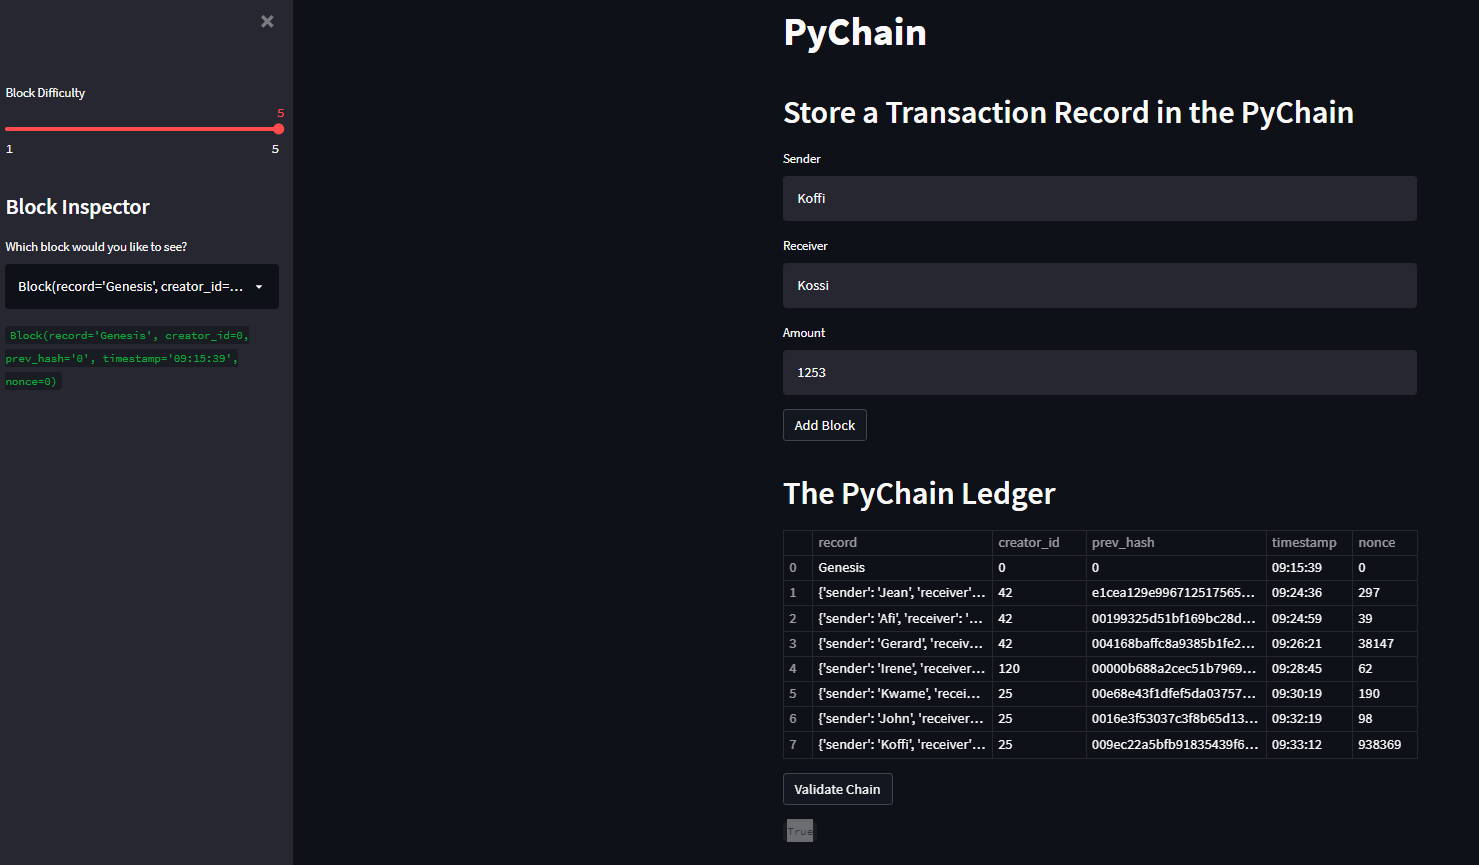 ×
Block Difficulty
5
1 5
Block Inspector
Which block would you like to see?
Block(record='Genesis', creator_id=...
Block(record='Genesis', creator_id=0,
prev_hash='0', timestamp='09:15:39',
nonce=0)
PyChain
Store a Transaction Record in the PyChain
Sender
Koffi
Receiver
Kossi
Amount
1253
Add Block
The PyChain Ledger
record creator_id prev_hash timestamp nonce
0 Genesis 0 0 09:15:39 0
1 {'sender': 'Jean', 'receiver'... 42 e1cea129e996712517565... 09:24:36 297
2 {'sender': 'Afi', 'receiver': '... 42 00199325d51bf169bc28d... 09:24:59 39
3 {'sender': 'Gerard', 'receiv... 42 004168baffc8a9385b1fe2... 09:26:21 38147
4 {'sender': 'Irene', 'receiver... 120 00000b688a2cec51b7969... 09:28:45 62
5 {'sender': 'Kwame', 'recei... 25 00e68e43f1dfef5da03757... 09:30:19 190
6 {'sender': 'John', 'receiver... 25 0016e3f53037c3f8b65d13... 09:32:19 98
7 {'sender': 'Koffi', 'receiver'... 25 009ec22a5bfb91835439f6... 09:33:12 938369
Validate Chain
True